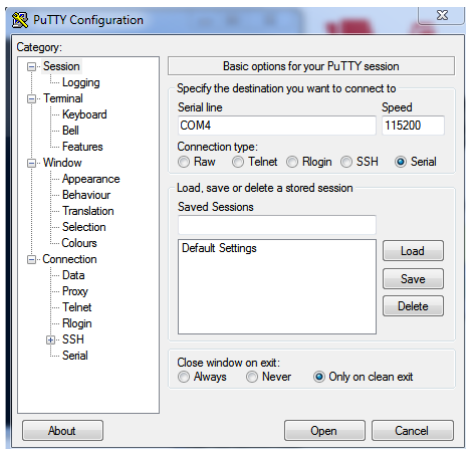 PuTTY Configuration
Category:
Session
Logging
Terminal
Keyboard
Bell
Features
Window
Appearance
Behaviour
Translation
Selection
Colours
Connection
Data
Proxy
Telnet
Rlogin
SSH
Serial
Basic options for your PuTTY session
Specify the destination you want to connect to
Serial line Speed
COM4 115200
Connection type:
Raw Telnet Rlogin SSH Serial
Load, save or delete a stored session
Saved Sessions
Default Settings
Load
Save
Delete
Close window on exit:
Always Never Only on clean exit
About Open Cancel